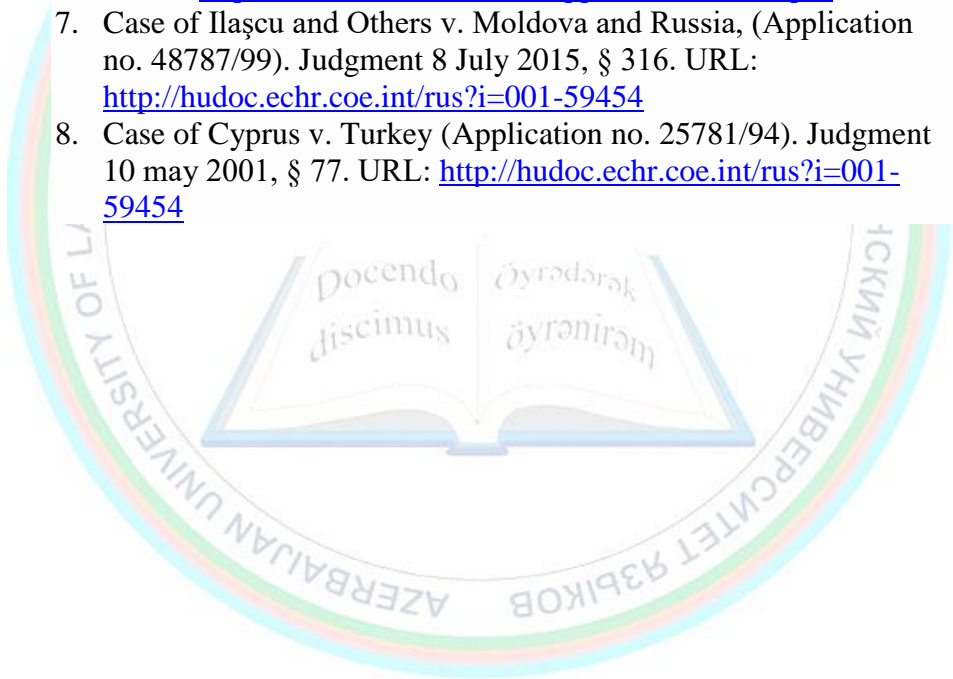 7. Case of Ilaşcu and Others v. Moldova and Russia, (Application
no. 48787/99). Judgment 8 July 2015, § 316. URL:
http://hudoc.echr.coe.int/rus?i=001-59454
8. Case of Cyprus v. Turkey (Application no. 25781/94). Judgment
10 may 2001, § 77. URL: http://hudoc.echr.coe.int/rus?i=001-
59454
Docendo
discimus
Öyrədərək
öyrənirəm
AZERBAIJAN UNIVERSITY OF
ЯЗЫКОВ
УНИВЕРСИТЕТ